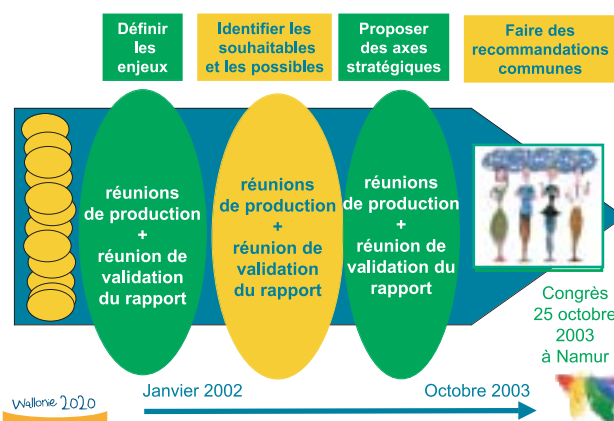 Définir
les
enjeux
Identifier les
souhaitables
et les possibles
Proposer
des axes
stratégiques
Faire des
recommandations
communes
réunions
de production
+
réunion de
validation
du rapport
réunions
de production
+
réunion de
validation
du rapport
réunions
de production
+
réunion de
validation du
rapport
Congrès
25 octobre
2003
à Namur
Wallonie 2020
Janvier 2002
Octobre 2003